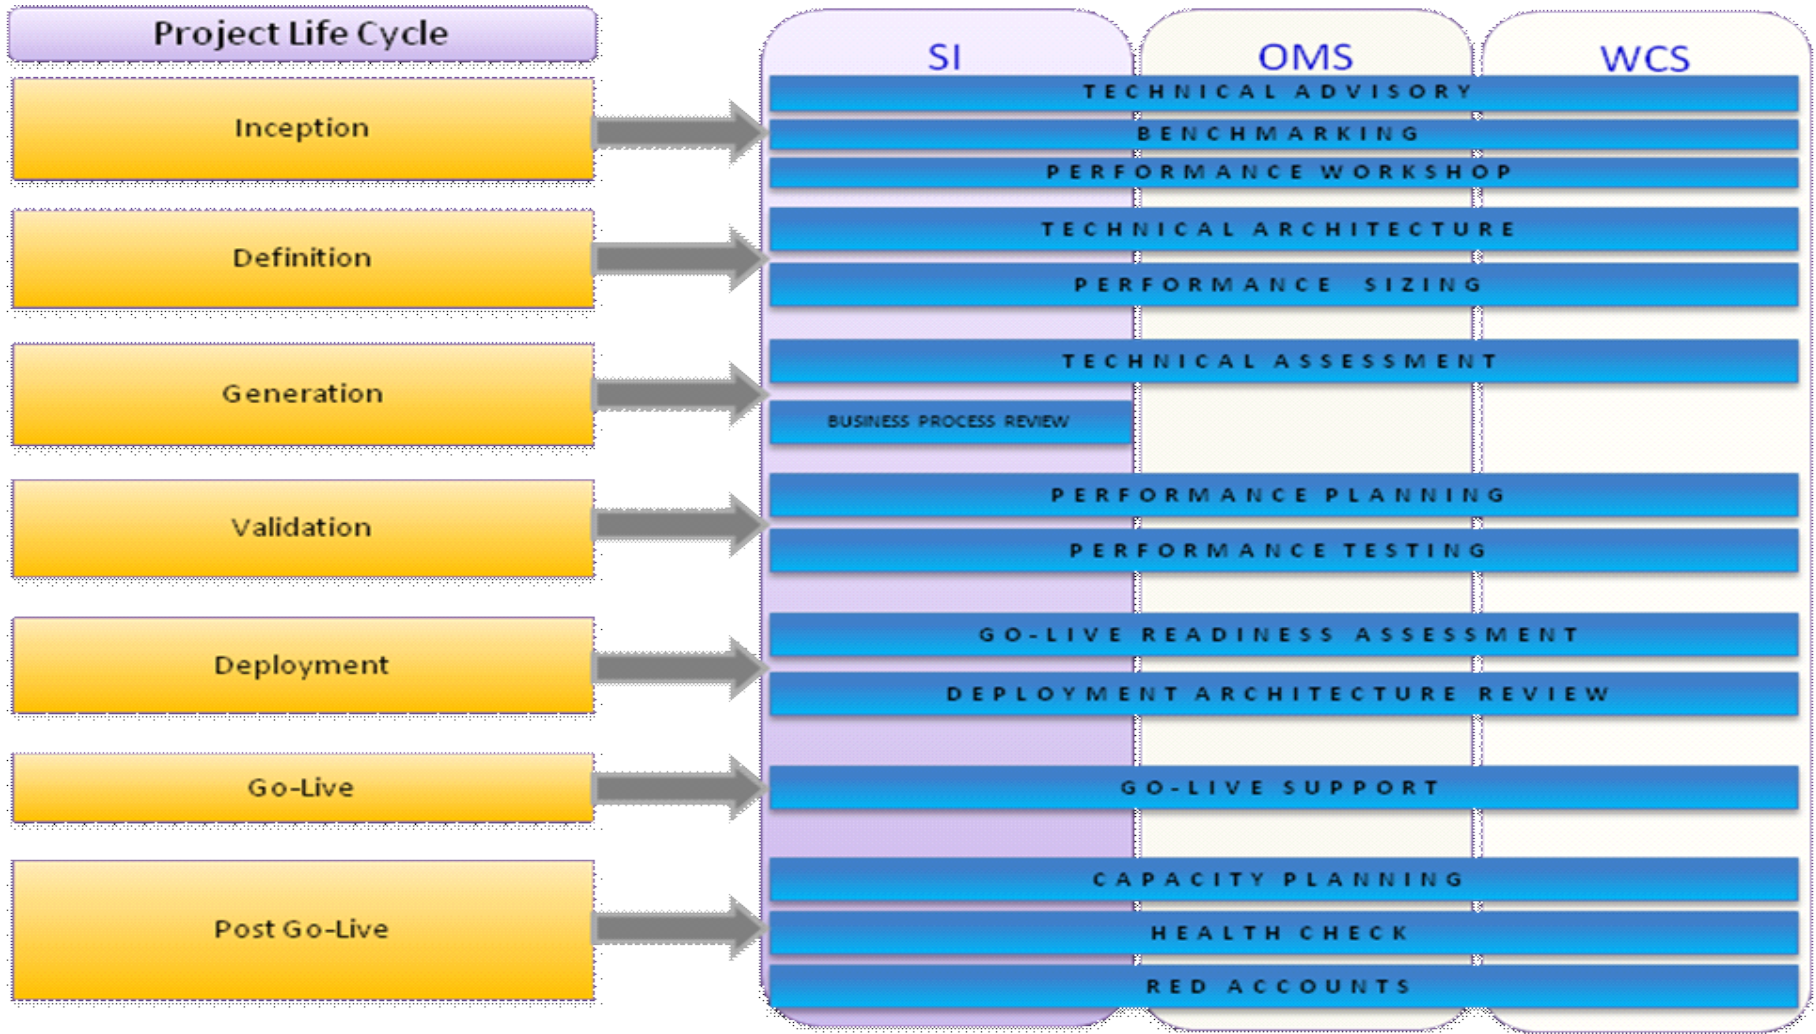 Project Life Cycle
SI
OMS
WCS
Inception
TECHNICAL ADVISORY
BENCHMARKING
PERFORMANCE WORKSHOP
Definition
TECHNICAL ARCHITECTURE
PERFORMANCE SIZING
Generation
TECHNICAL ASSESSMENT
BUSINESS PROCESS REVIEW
Validation
PERFORMANCE PLANNING
PERFORMANCE TESTING
Deployment
GO-LIVE READINESS ASSESSMENT
DEPLOYMENT ARCHITECTURE REVIEW
Go-Live
GO-LIVE SUPPORT
Post Go-Live
CAPACITY PLANNING
HEALTH CHECK
RED ACCOUNTS